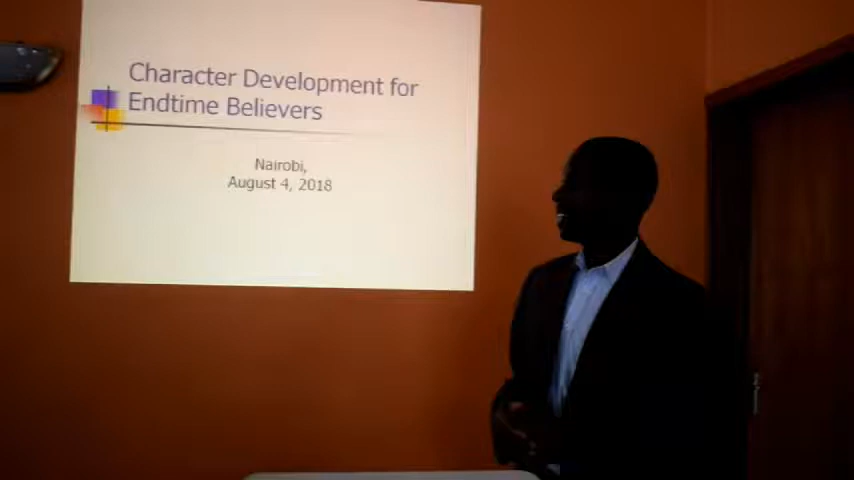 Character Development for
Endtime Believers
Nairobi,
August 4, 2018